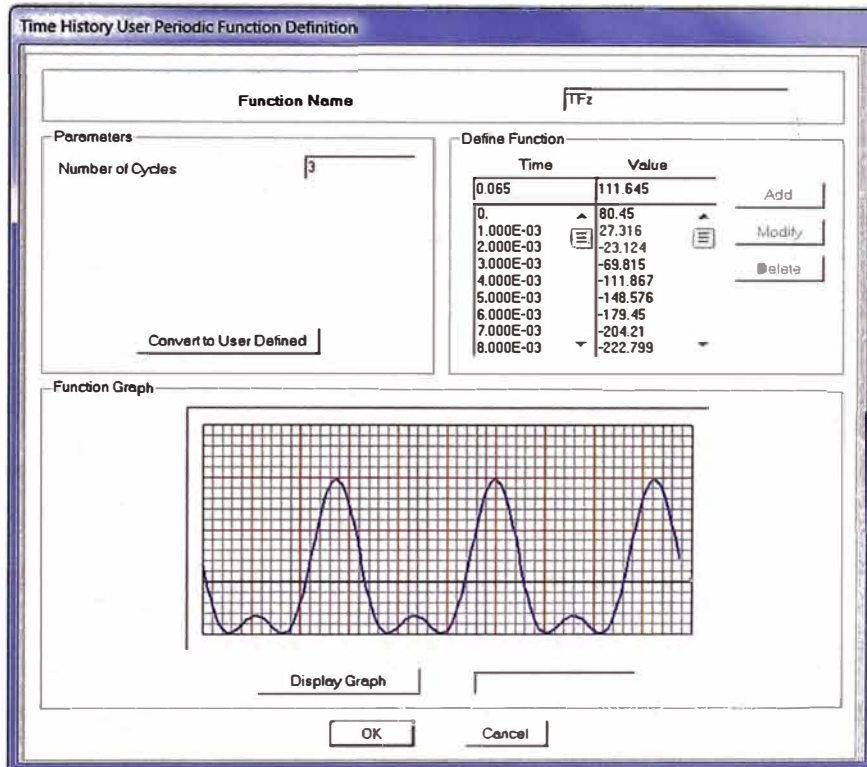 Time History User Periodic Function Definition
Function Name
TFz
Parameters
Number of Cycles
3
Convert to User Defined
Define Function
Time Value
0.065 111.645
0. 80.45
1.000E-03 27.316
2.000E-03 -23.124
3.000E-03 -69.815
4.000E-03 -111.867
5.000E-03 -148.576
6.000E-03 -179.45
7.000E-03 -204.21
8.000E-03 -222.799
Add
Modify
Delete
Function Graph
Display Graph
OK Cancel